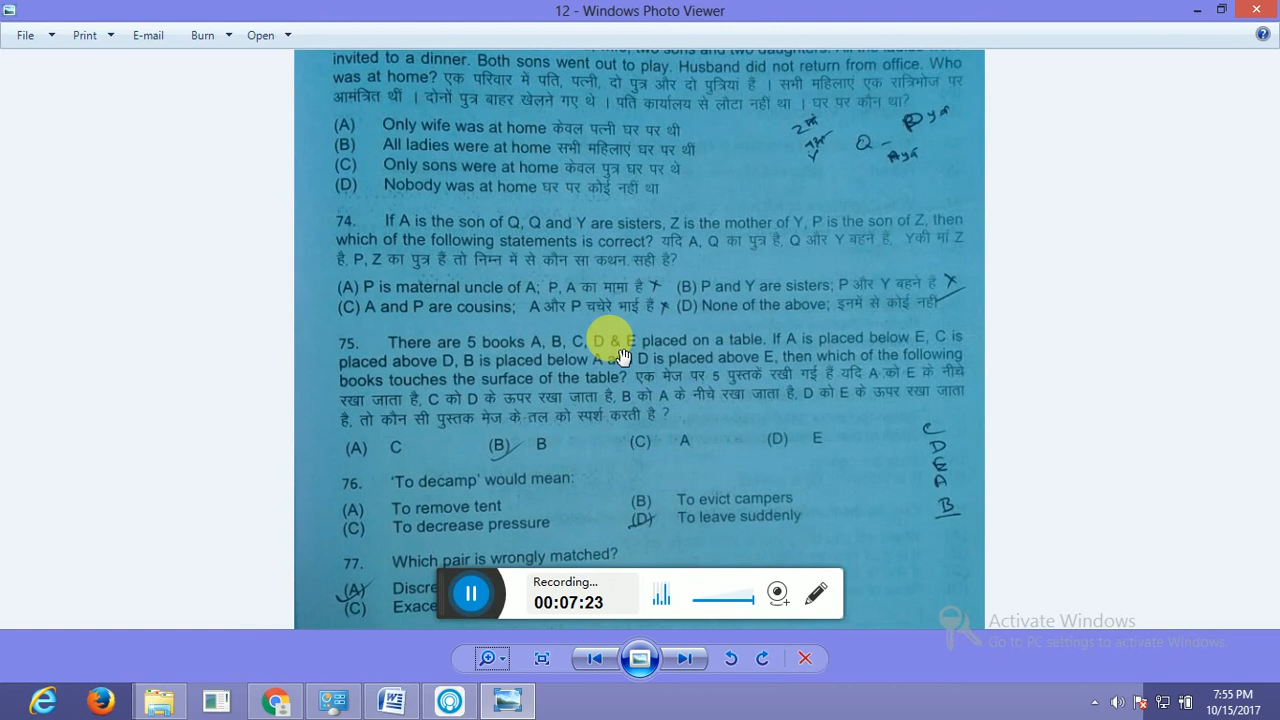 12 - Windows Photo Viewer
File Print E-mail Burn Open
invited to a dinner. Both sons went out to play. Husband did not return from office. Who
was at home? एक परिवार में पति, पत्नी, दो पुत्र और दो पुत्रियां हैं । सभी महिलाएं एक रात्रिभोज पर
आमंत्रित थीं । दोनों पुत्र बाहर खेलने गए थे । पति कार्यालय से लौटा नहीं था । घर पर कौन था?
(A) Only wife was at home केवल पत्नी घर पर थी
(B) All ladies were at home सभी महिलाएं घर पर थीं
(C) Only sons were at home केवल पुत्र घर पर थे
(D) Nobody was at home घर पर कोई नहीं था
74. If A is the son of Q, Q and Y are sisters, Z is the mother of Y, P is the son of Z, then
which of the following statements is correct? यदि A, Q का पुत्र है, Q और Y बहनें हैं, Yकी मां Z
है, P, Z का पुत्र हैं तो निम्न में से कौन सा कथन सही है?
(A) P is maternal uncle of A; P, A का मामा है (B) P and Y are sisters; P और Y बहनें हैं
(C) A and P are cousins; A और P चचेरे भाई हैं (D) None of the above; इनमें से कोई नहीं
75. There are 5 books A, B, C, D & E placed on a table. If A is placed below E, C is
placed above D, B is placed below A D is placed above E, then which of the following
books touches the surface of the table? एक मेज पर 5 पुस्तकें रखी गई हैं यदि A को E के नीचे
रखा जाता है, C को D के ऊपर रखा जाता है, B को A के नीचे रखा जाता है, D को E के ऊपर रखा जाता
है, तो कौन सी पुस्तक मेज के तल को स्पर्श करती है ?
(A) C (B) B (C) A (D) E
C
D
E
A
B
76. 'To decamp' would mean:
(A) To remove tent (B) To evict campers
(C) To decrease pressure (D) To leave suddenly
77. Which pair is wrongly matched?
(A) Discre
(C) Exace
Recording...
00:07:23
Activate Windows
Go to PC settings to activate Windows.
7:55 PM
10/15/2017